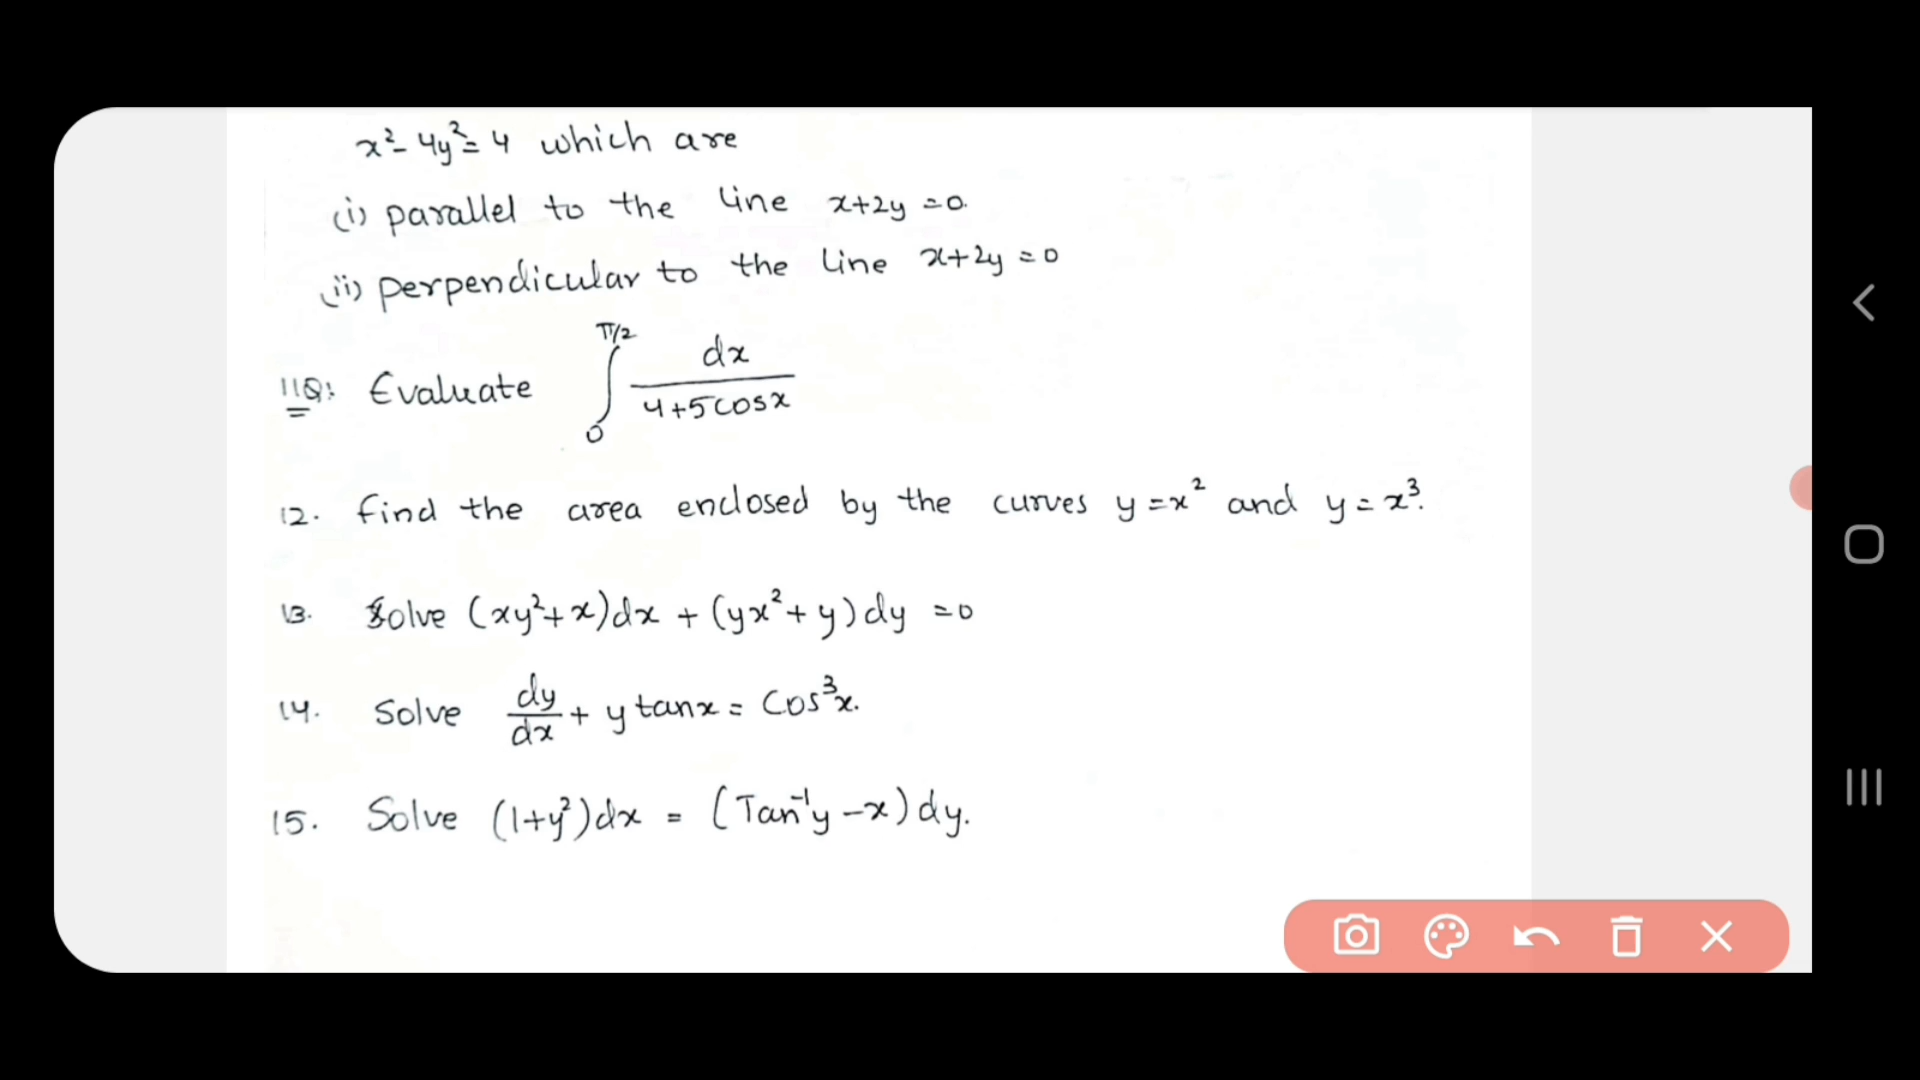 x²- 4y²= 4 which are
(i) parallel to the line x+2y =0.
(ii) perpendicular to the line x+2y =0
11Q: Evaluate ∫₀^π/2 dx/(4+5cosx)
12. find the area enclosed by the curves y=x² and y=x³.
13. Solve (xy²+x)dx + (yx²+y)dy =0
14. Solve dy/dx + y tanx = Cos³x.
15. Solve (1+y²)dx = (Tan⁻¹y-x)dy.